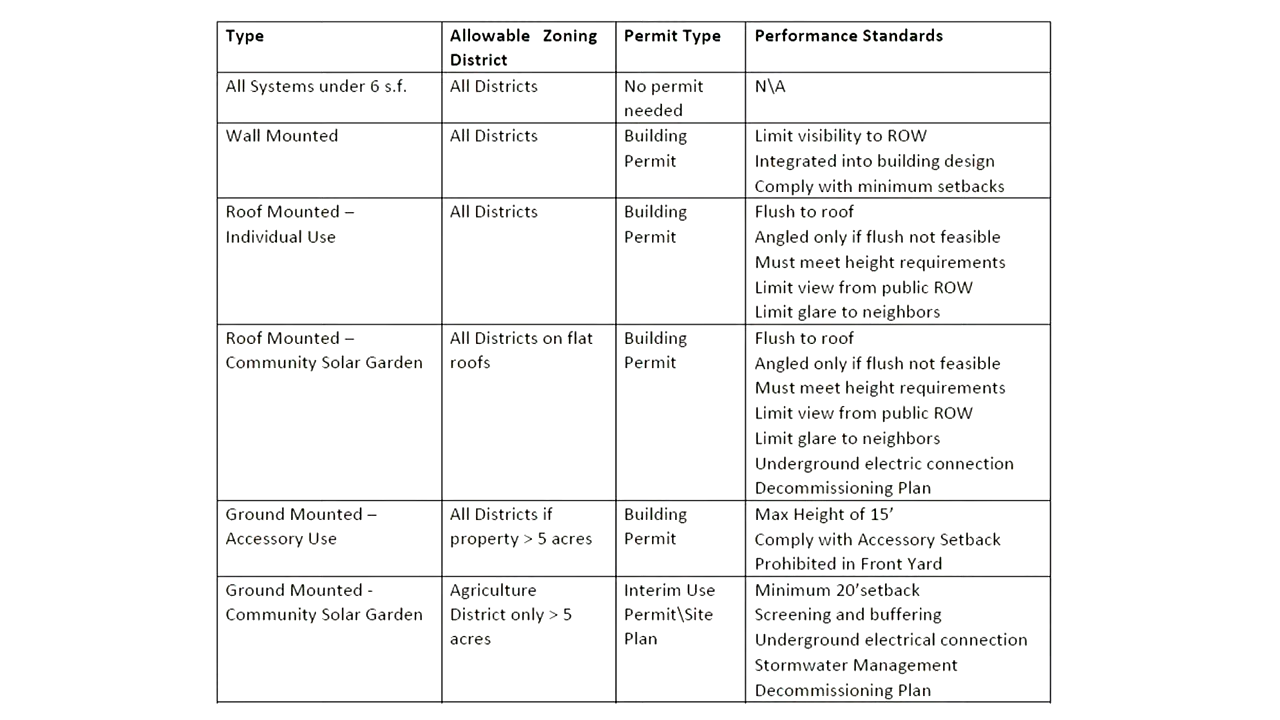 Type
Allowable Zoning
District
Permit Type
Performance Standards
All Systems under 6 s.f.
All Districts
No permit
needed
N\A
Wall Mounted
All Districts
Building
Permit
Limit visibility to ROW
Integrated into building design
Comply with minimum setbacks
Roof Mounted –
Individual Use
All Districts
Building
Permit
Flush to roof
Angled only if flush not feasible
Must meet height requirements
Limit view from public ROW
Limit glare to neighbors
Roof Mounted –
Community Solar Garden
All Districts on flat
roofs
Building
Permit
Flush to roof
Angled only if flush not feasible
Must meet height requirements
Limit view from public ROW
Limit glare to neighbors
Underground electric connection
Decommissioning Plan
Ground Mounted –
Accessory Use
All Districts if
property > 5 acres
Building
Permit
Max Height of 15’
Comply with Accessory Setback
Prohibited in Front Yard
Ground Mounted -
Community Solar Garden
Agriculture
District only > 5
acres
Interim Use
Permit\Site
Plan
Minimum 20’setback
Screening and buffering
Underground electrical connection
Stormwater Management
Decommissioning Plan